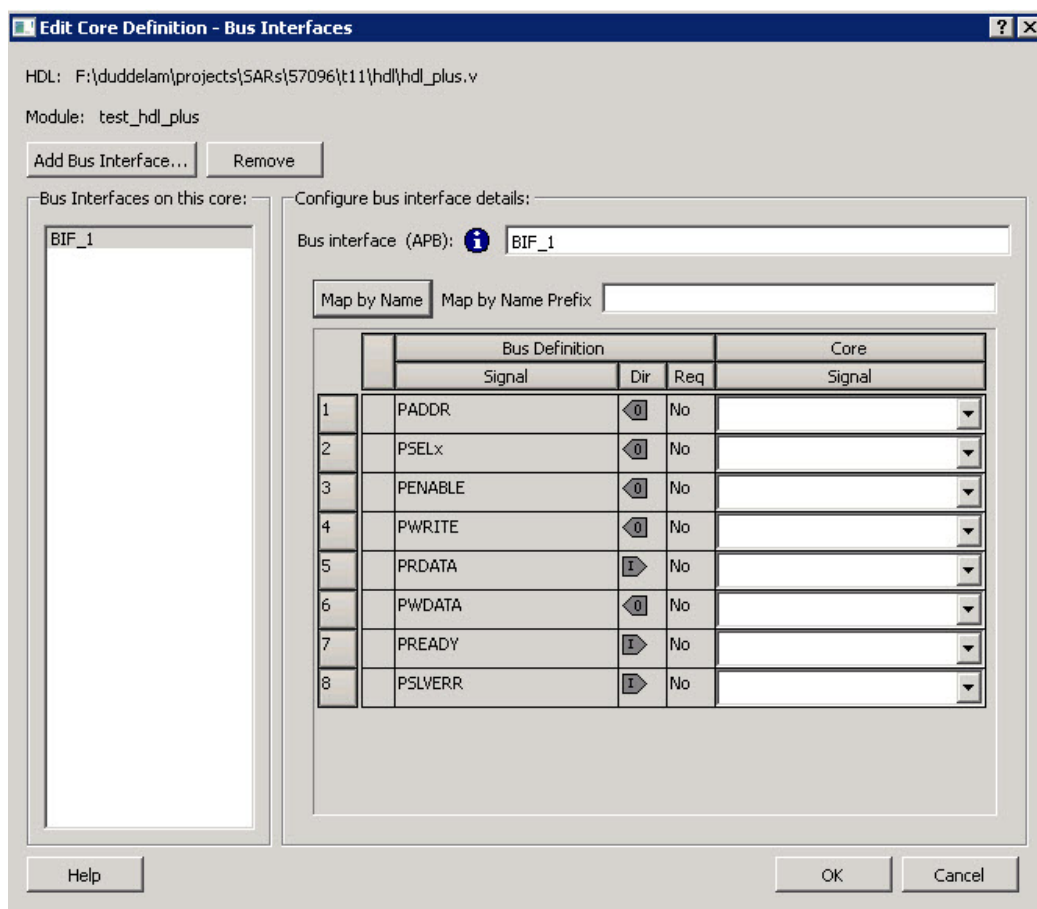 Edit Core Definition - Bus Interfaces
HDL: F:\duddelam\projects\SARs\57096\t11\hdl\hdl_plus.v
Module: test_hdl_plus
Add Bus Interface... Remove
Bus Interfaces on this core:
BIF_1
Configure bus interface details:
Bus interface (APB): i BIF_1
Map by Name Map by Name Prefix
Bus Definition Core
Signal Dir Req Signal
1 PADDR O No
2 PSELx O No
3 PENABLE O No
4 PWRITE O No
5 PRDATA I No
6 PWDATA O No
7 PREADY I No
8 PSLVERR I No
Help OK Cancel